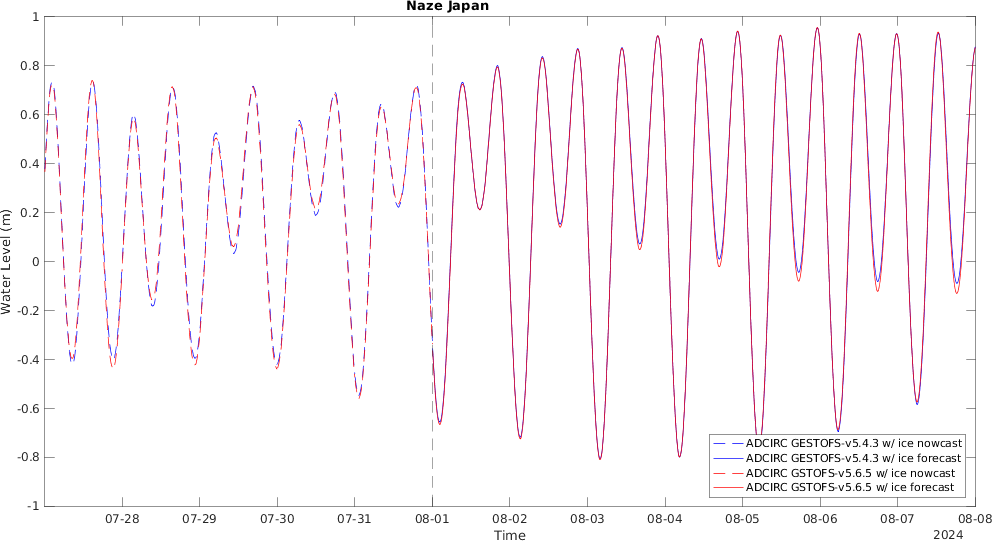 Naze Japan
1
0.8
0.6
0.4
0.2
0
-0.2
-0.4
-0.6
-0.8
-1
Water Level (m)
ADCIRC GESTOFS-v5.4.3 w/ ice nowcast
ADCIRC GESTOFS-v5.4.3 w/ ice forecast
ADCIRC GSTOFS-v5.6.5 w/ ice nowcast
ADCIRC GSTOFS-v5.6.5 w/ ice forecast
07-28 07-29 07-30 07-31 08-01 08-02 08-03 08-04 08-05 08-06 08-07 08-08
Time
2024